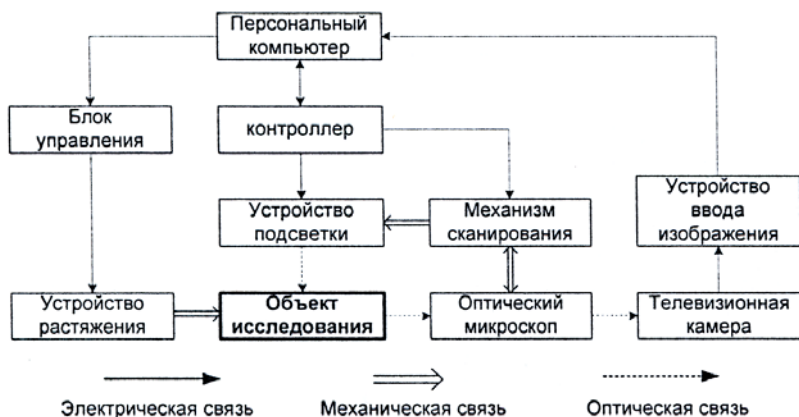 Персональный
компьютер
Блок
управления
контроллер
Устройство
подсветки
Механизм
сканирования
Устройство
ввода
изображения
Устройство
растяжения
Объект
исследования
Оптический
микроскоп
Телевизионная
камера
Электрическая связь
Механическая связь
Оптическая связь